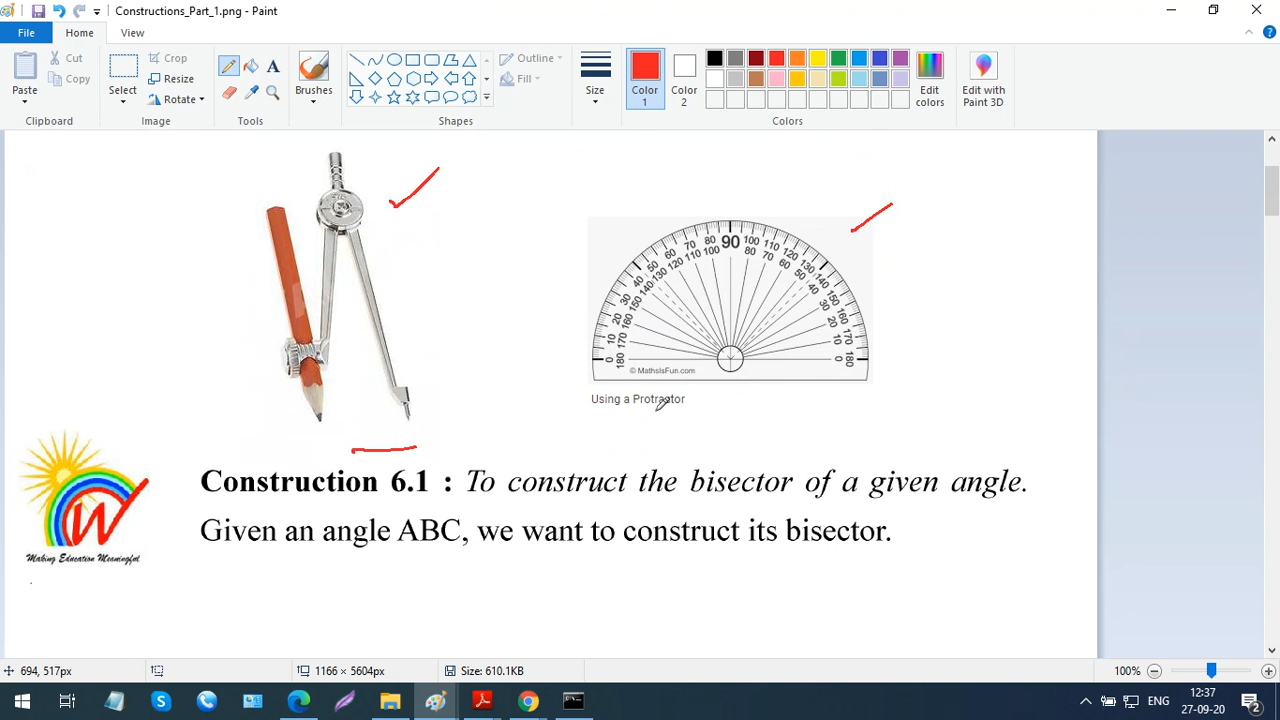 Constructions_Part_1.png - Paint
File
Home
View
Paste
Cut
Copy
Clipboard
Select
Crop
Resize
Rotate
Image
A
Tools
Brushes
Outline
Fill
Shapes
Size
Color 1
Color 2
Edit colors
Edit with Paint 3D
Colors
90
© MathsIsFun.com
Using a Protractor
Construction 6.1 : To construct the bisector of a given angle.
Given an angle ABC, we want to construct its bisector.
W
Making Education Meaningful
694, 517px
1166 × 5604px
Size: 610.1KB
100%
ENG
12:37
27-09-20
2